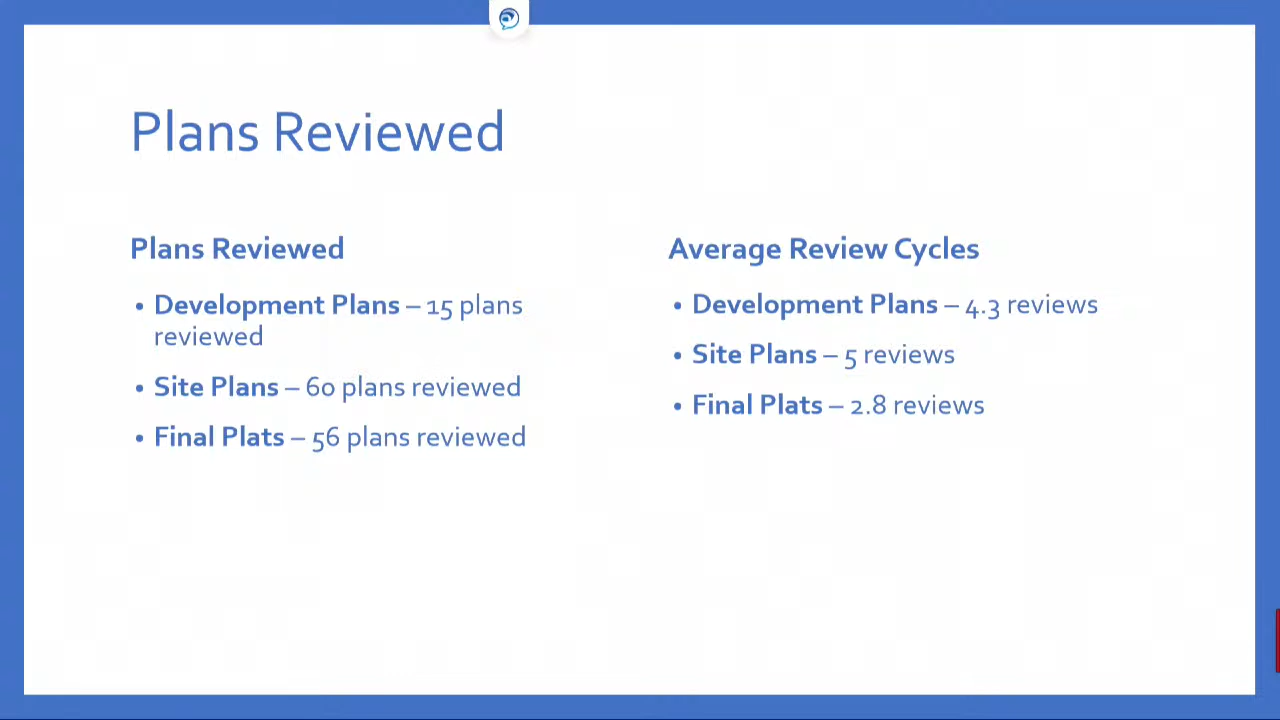 Plans Reviewed
Plans Reviewed
• Development Plans – 15 plans
reviewed
• Site Plans – 60 plans reviewed
• Final Plats – 56 plans reviewed
Average Review Cycles
• Development Plans – 4.3 reviews
• Site Plans – 5 reviews
• Final Plats – 2.8 reviews